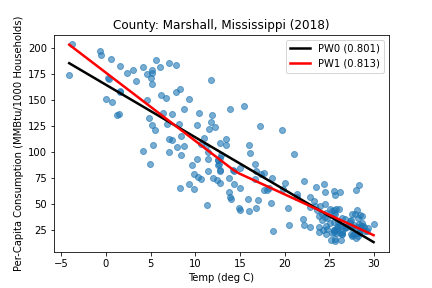 County: Marshall, Mississippi (2018)
PW0 (0.801)
PW1 (0.813)
Per-Capita Consumption (MMBtu/1000 Households)
200
175
150
125
100
75
50
25
−5 0 5 10 15 20 25 30
Temp (deg C)